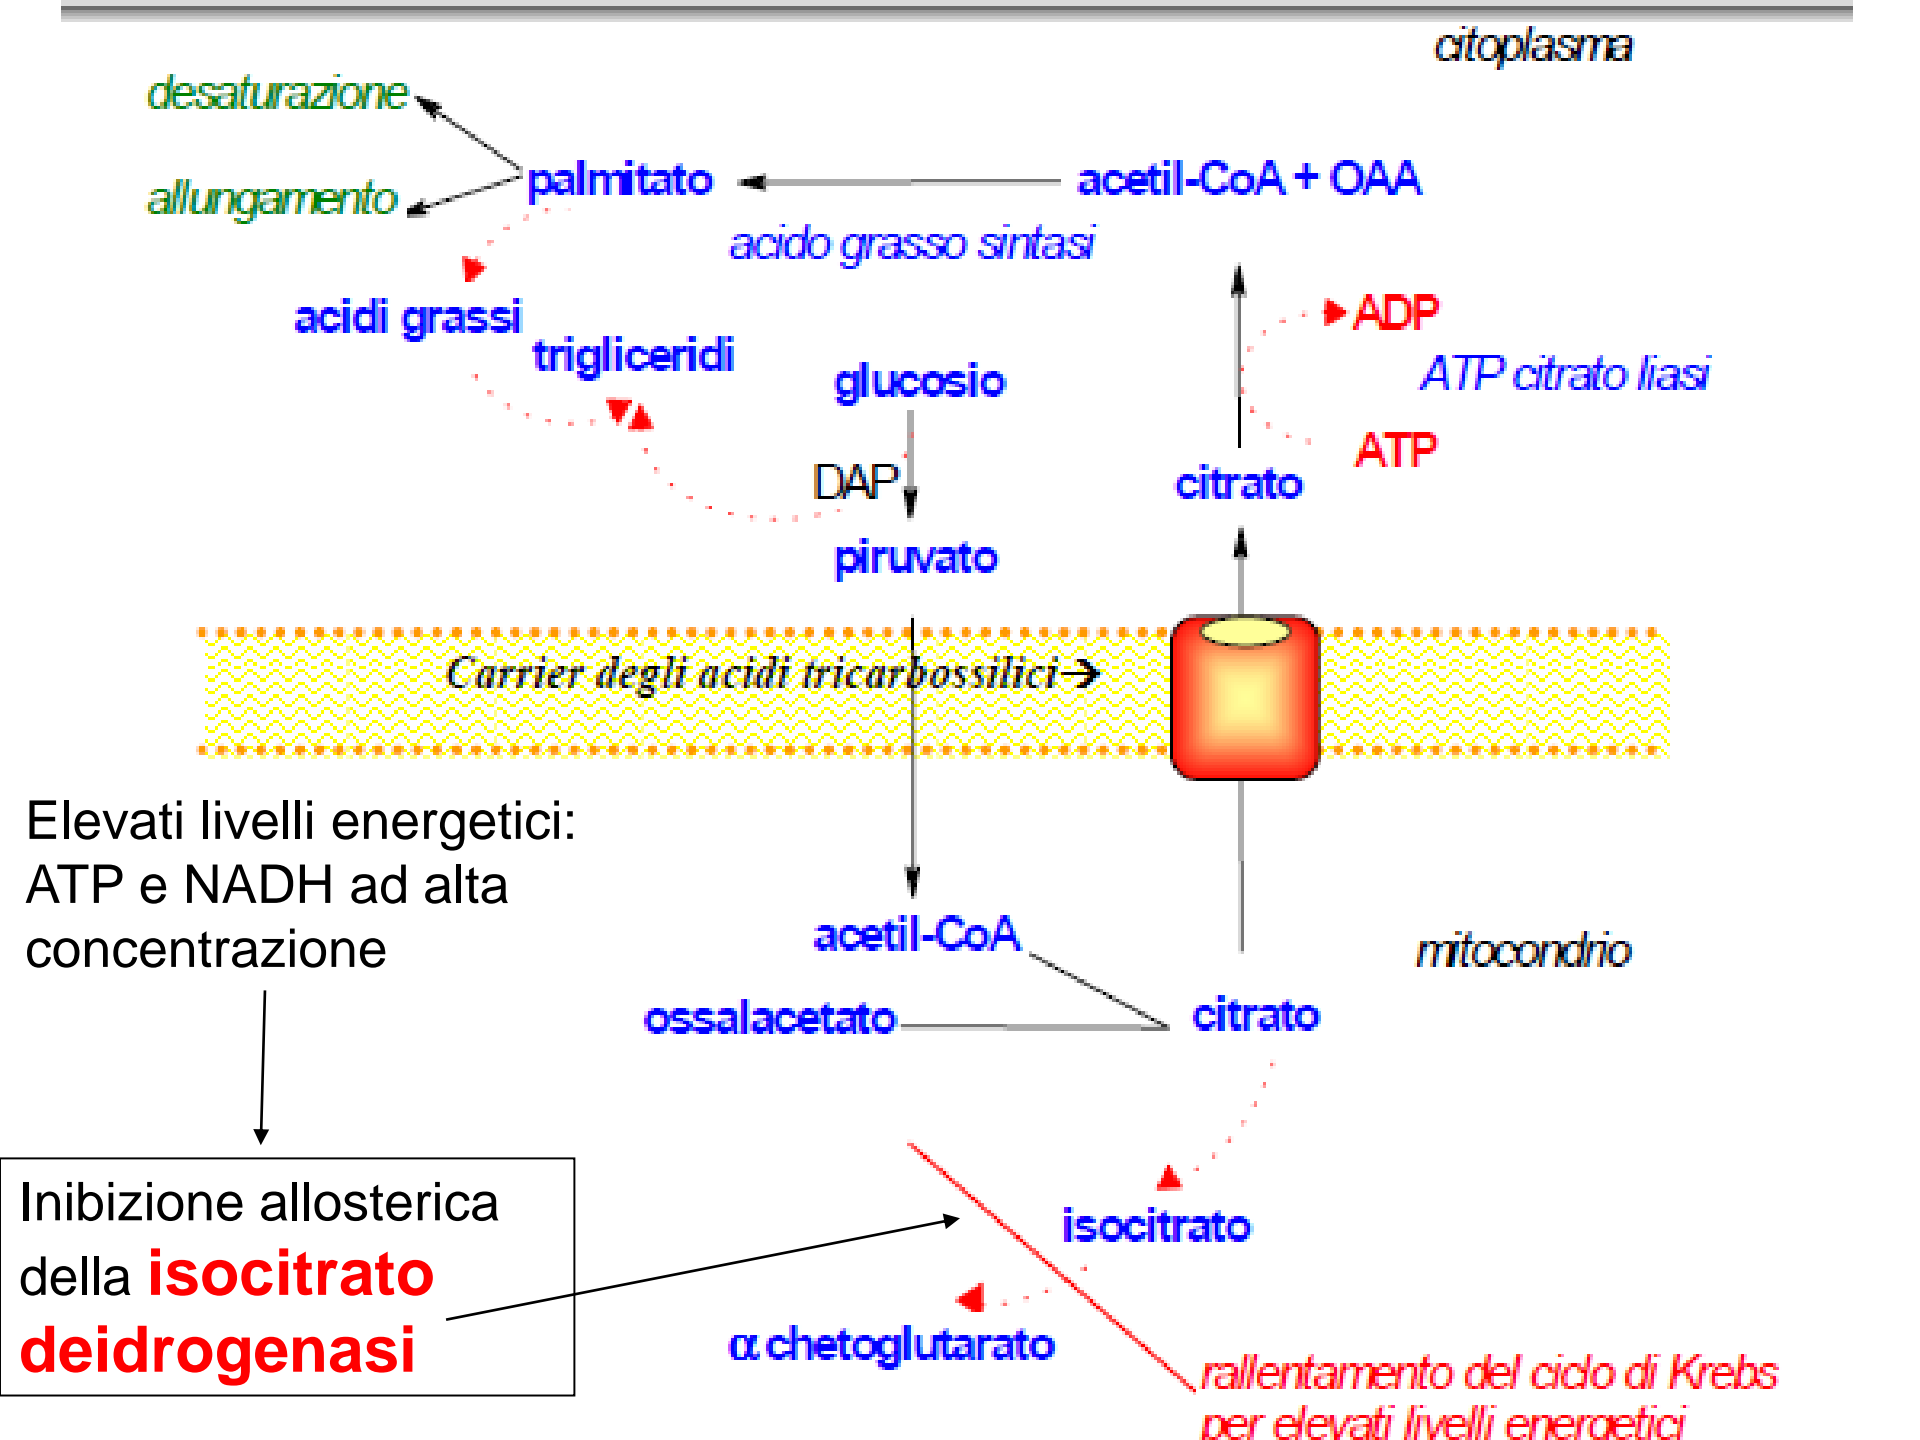 citoplasma
desaturazione
allungamento
palmitato
acetil-CoA + OAA
acido grasso sintasi
acidi grassi
trigliceridi
glucosio
ADP
ATP citrato liasi
ATP
DAP
citrato
piruvato
Carrier degli acidi tricarbossilici→
Elevati livelli energetici:
ATP e NADH ad alta
concentrazione
acetil-CoA
mitocondrio
ossalacetato
citrato
Inibizione allosterica
della isocitrato
deidrogenasi
isocitrato
α chetoglutarato
rallentamento del ciclo di Krebs
per elevati livelli energetici